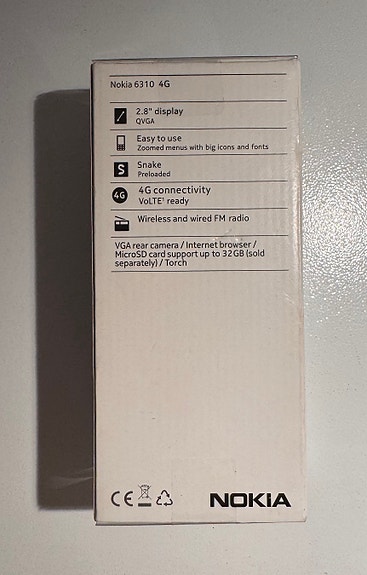 Nokia 6310 4G
2.8" display
QVGA
Easy to use
Zoomed menus with big icons and fonts
S
Snake
Preloaded
4G
4G connectivity
VoLTE¹ ready
Wireless and wired FM radio
VGA rear camera / Internet browser /
MicroSD card support up to 32GB (sold
separately) / Torch
CE
NOKIA